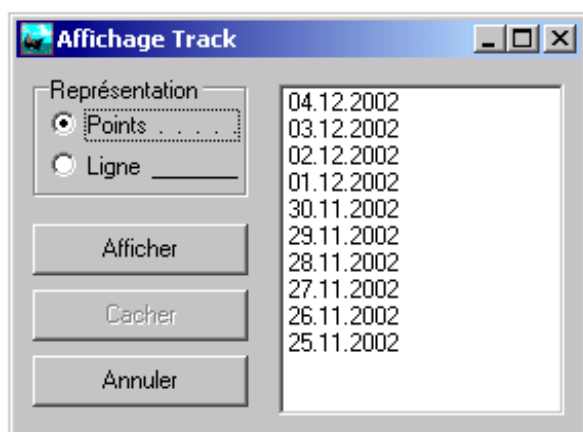 Affichage Track
Représentation
Points . . . . .
Ligne ________
Afficher
Cacher
Annuler
04.12.2002
03.12.2002
02.12.2002
01.12.2002
30.11.2002
29.11.2002
28.11.2002
27.11.2002
26.11.2002
25.11.2002